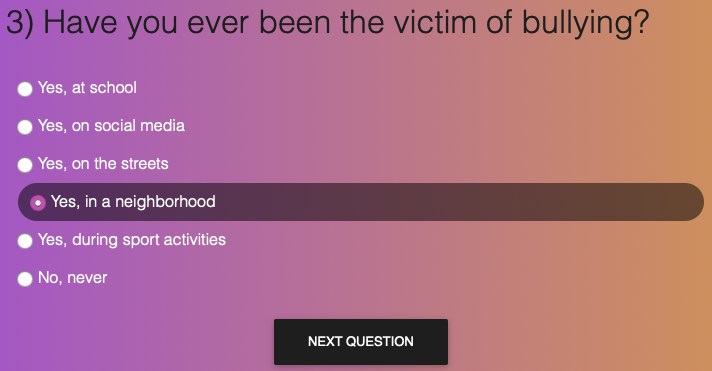 3) Have you ever been the victim of bullying?
Yes, at school
Yes, on social media
Yes, on the streets
Yes, in a neighborhood
Yes, during sport activities
No, never
NEXT QUESTION